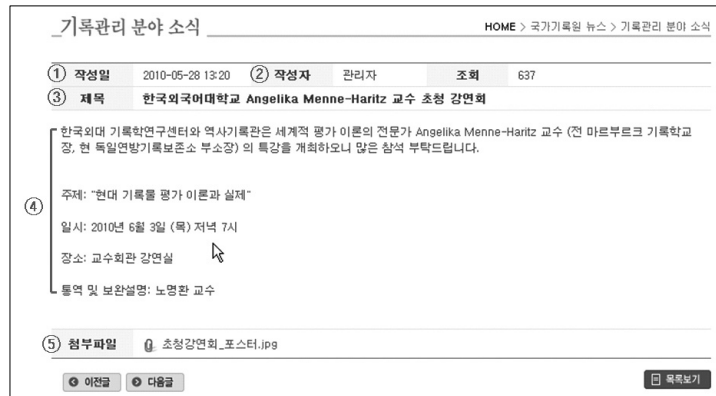 _기록관리 분야 소식
HOME > 국가기록원 뉴스 > 기록관리 분야 소식
① 작성일 2010-05-28 13:20 ② 작성자 관리자 조회 637
③ 제목 한국외국어대학교 Angelika Menne-Haritz 교수 초청 강연회
한국외대 기록학연구센터와 역사기록관은 세계적 평가 이론의 전문가 Angelika Menne-Haritz 교수 (전 마르부르크 기록학교
장, 현 독일연방기록보존소 부소장) 의 특강을 개최하오니 많은 참석 부탁드립니다.
④
주제: "현대 기록물 평가 이론과 실제"
일시: 2010년 6월 3일 (목) 저녁 7시
장소: 교수회관 강연실
통역 및 보완설명: 노명환 교수
⑤ 첨부파일 초청강연회_포스터.jpg
이전글 다음글 목록보기